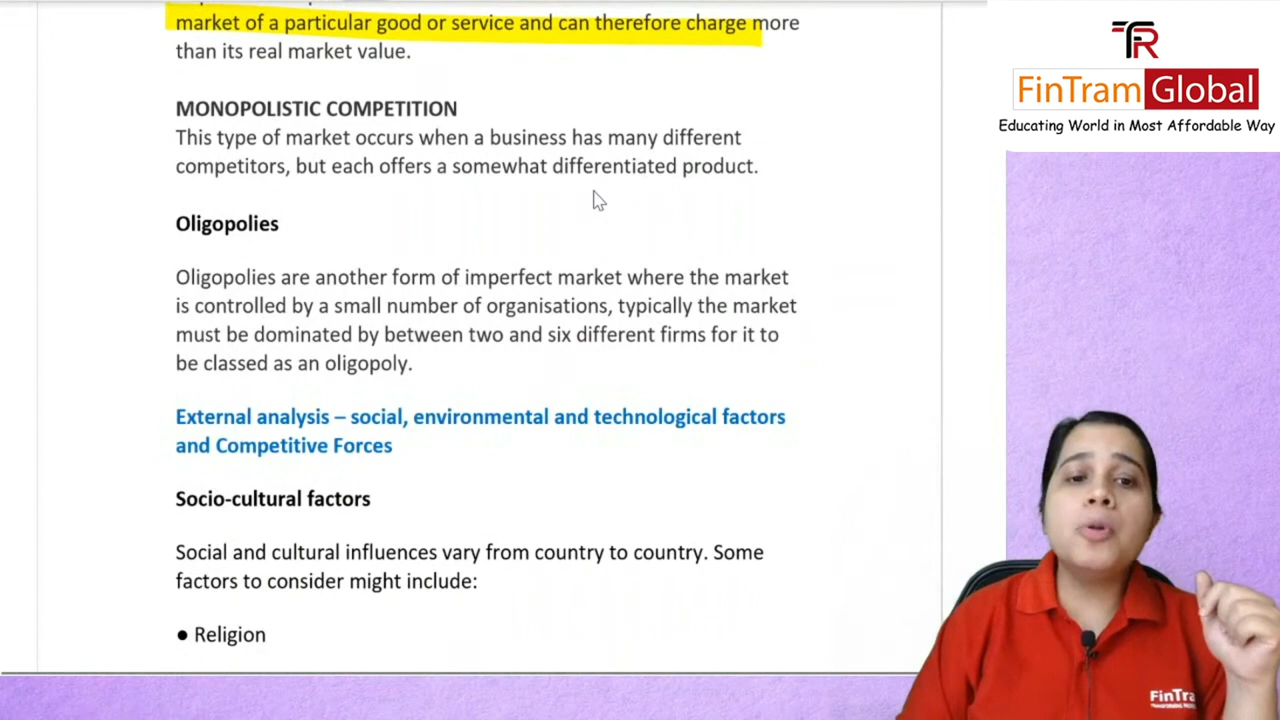 market of a particular good or service and can therefore charge more
than its real market value.
MONOPOLISTIC COMPETITION
This type of market occurs when a business has many different
competitors, but each offers a somewhat differentiated product.
Oligopolies
Oligopolies are another form of imperfect market where the market
is controlled by a small number of organisations, typically the market
must be dominated by between two and six different firms for it to
be classed as an oligopoly.
External analysis – social, environmental and technological factors
and Competitive Forces
Socio-cultural factors
Social and cultural influences vary from country to country. Some
factors to consider might include:
● Religion
FinTram Global
Educating World in Most Affordable Way
FinTra